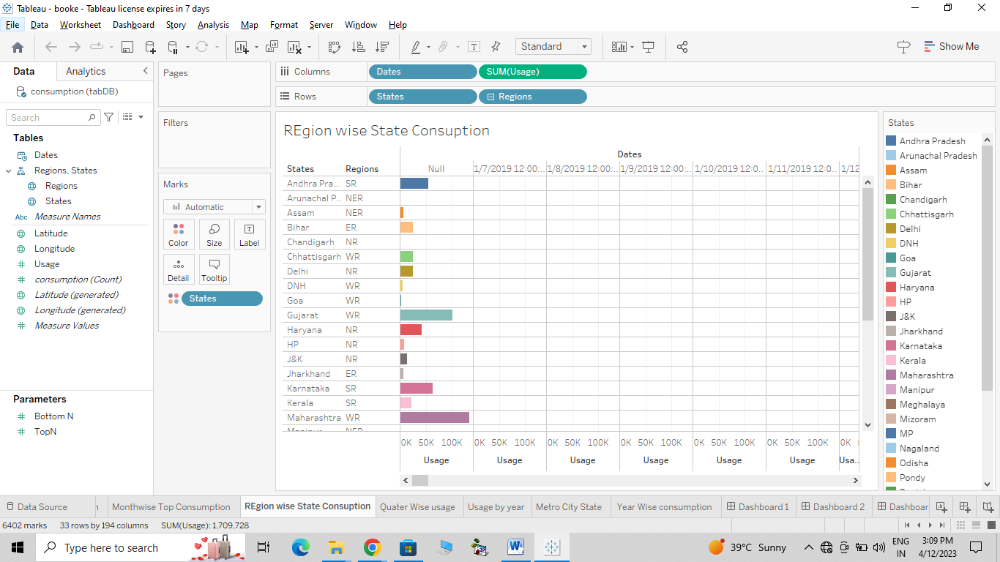 Tableau - booke - Tableau license expires in 7 days
File Data Worksheet Dashboard Story Analysis Map Format Server Window Help
Standard
Show Me
Data Analytics
consumption (tabDB)
Search
Tables
Dates
Regions, States
Regions
States
Abc Measure Names
Latitude
Longitude
Usage
consumption (Count)
Latitude (generated)
Longitude (generated)
Measure Values
Parameters
Bottom N
TopN
Pages
Filters
Marks
Automatic
Color Size Label
Detail Tooltip
States
Columns Dates SUM(Usage)
Rows States Regions
REgion wise State Consuption
Dates
States Regions Null 1/7/2019 12:00:.. 1/8/2019 12:00:.. 1/9/2019 12:00:.. 1/10/2019 12:0.. 1/11/2019 12:0.. 1/12
Andhra Pra.. SR
Arunachal P.. NER
Assam NER
Bihar ER
Chandigarh NR
Chhattisgarh WR
Delhi NR
DNH WR
Goa WR
Gujarat WR
Haryana NR
HP NR
J&K NR
Jharkhand ER
Karnataka SR
Kerala SR
Maharashtra WR
Manipur NER
0K 50K 100K 0K 50K 100K 0K 50K 100K 0K 50K 100K 0K 50K 100K 0K 50K 100K 0K
Usage Usage Usage Usage Usage Usage Usa..
States
Andhra Pradesh
Arunachal Pradesh
Assam
Bihar
Chandigarh
Chhattisgarh
Delhi
DNH
Goa
Gujarat
Haryana
HP
J&K
Jharkhand
Karnataka
Kerala
Maharashtra
Manipur
Meghalaya
Mizoram
MP
Nagaland
Odisha
Pondy
Data Source Monthwise Top Consumption REgion wise State Consuption Quater Wise usage Usage by year Metro City State Year Wise consumption Dashboard 1 Dashboard 2 Dashboar
6402 marks 33 rows by 194 columns SUM(Usage): 1,709,728
Type here to search
39°C Sunny
ENG
IN
3:09 PM
4/12/2023